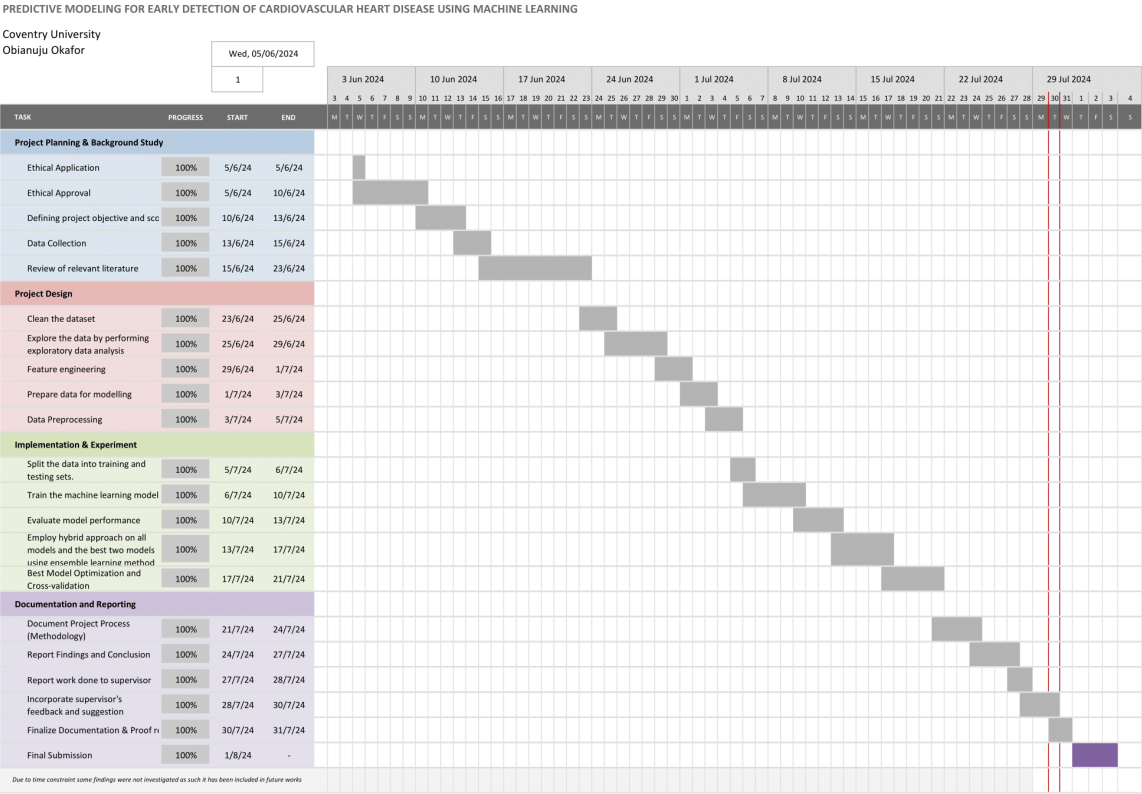 PREDICTIVE MODELING FOR EARLY DETECTION OF CARDIOVASCULAR HEART DISEASE USING MACHINE LEARNING
Coventry University
Obianuju Okafor
Wed, 05/06/2024
1
3 Jun 2024 10 Jun 2024 17 Jun 2024 24 Jun 2024 1 Jul 2024 8 Jul 2024 15 Jul 2024 22 Jul 2024 29 Jul 2024
3 4 5 6 7 8 9 10 11 12 13 14 15 16 17 18 19 20 21 22 23 24 25 26 27 28 29 30 1 2 3 4 5 6 7 8 9 10 11 12 13 14 15 16 17 18 19 20 21 22 23 24 25 26 27 28 29 30 31 1 2 3 4
TASK PROGRESS START END M T W T F S S M T W T F S S M T W T F S S M T W T F S S M T W T F S S M T W T F S S M T W T F S S M T W T F S S M T W T F S S
Project Planning & Background Study
Ethical Application 100% 5/6/24 5/6/24
Ethical Approval 100% 5/6/24 10/6/24
Defining project objective and sco 100% 10/6/24 13/6/24
Data Collection 100% 13/6/24 15/6/24
Review of relevant literature 100% 15/6/24 23/6/24
Project Design
Clean the dataset 100% 23/6/24 25/6/24
Explore the data by performing
exploratory data analysis 100% 25/6/24 29/6/24
Feature engineering 100% 29/6/24 1/7/24
Prepare data for modelling 100% 1/7/24 3/7/24
Data Preprocessing 100% 3/7/24 5/7/24
Implementation & Experiment
Split the data into training and
testing sets. 100% 5/7/24 6/7/24
Train the machine learning model 100% 6/7/24 10/7/24
Evaluate model performance 100% 10/7/24 13/7/24
Employ hybrid approach on all
models and the best two models 100% 13/7/24 17/7/24
using ensemble learning method
Best Model Optimization and
Cross-validation 100% 17/7/24 21/7/24
Documentation and Reporting
Document Project Process
(Methodology) 100% 21/7/24 24/7/24
Report Findings and Conclusion 100% 24/7/24 27/7/24
Report work done to supervisor 100% 27/7/24 28/7/24
Incorporate supervisor's
feedback and suggestion 100% 28/7/24 30/7/24
Finalize Documentation & Proof r 100% 30/7/24 31/7/24
Final Submission 100% 1/8/24 -
Due to time constraint some findings were not investigated as such it has been included in future works